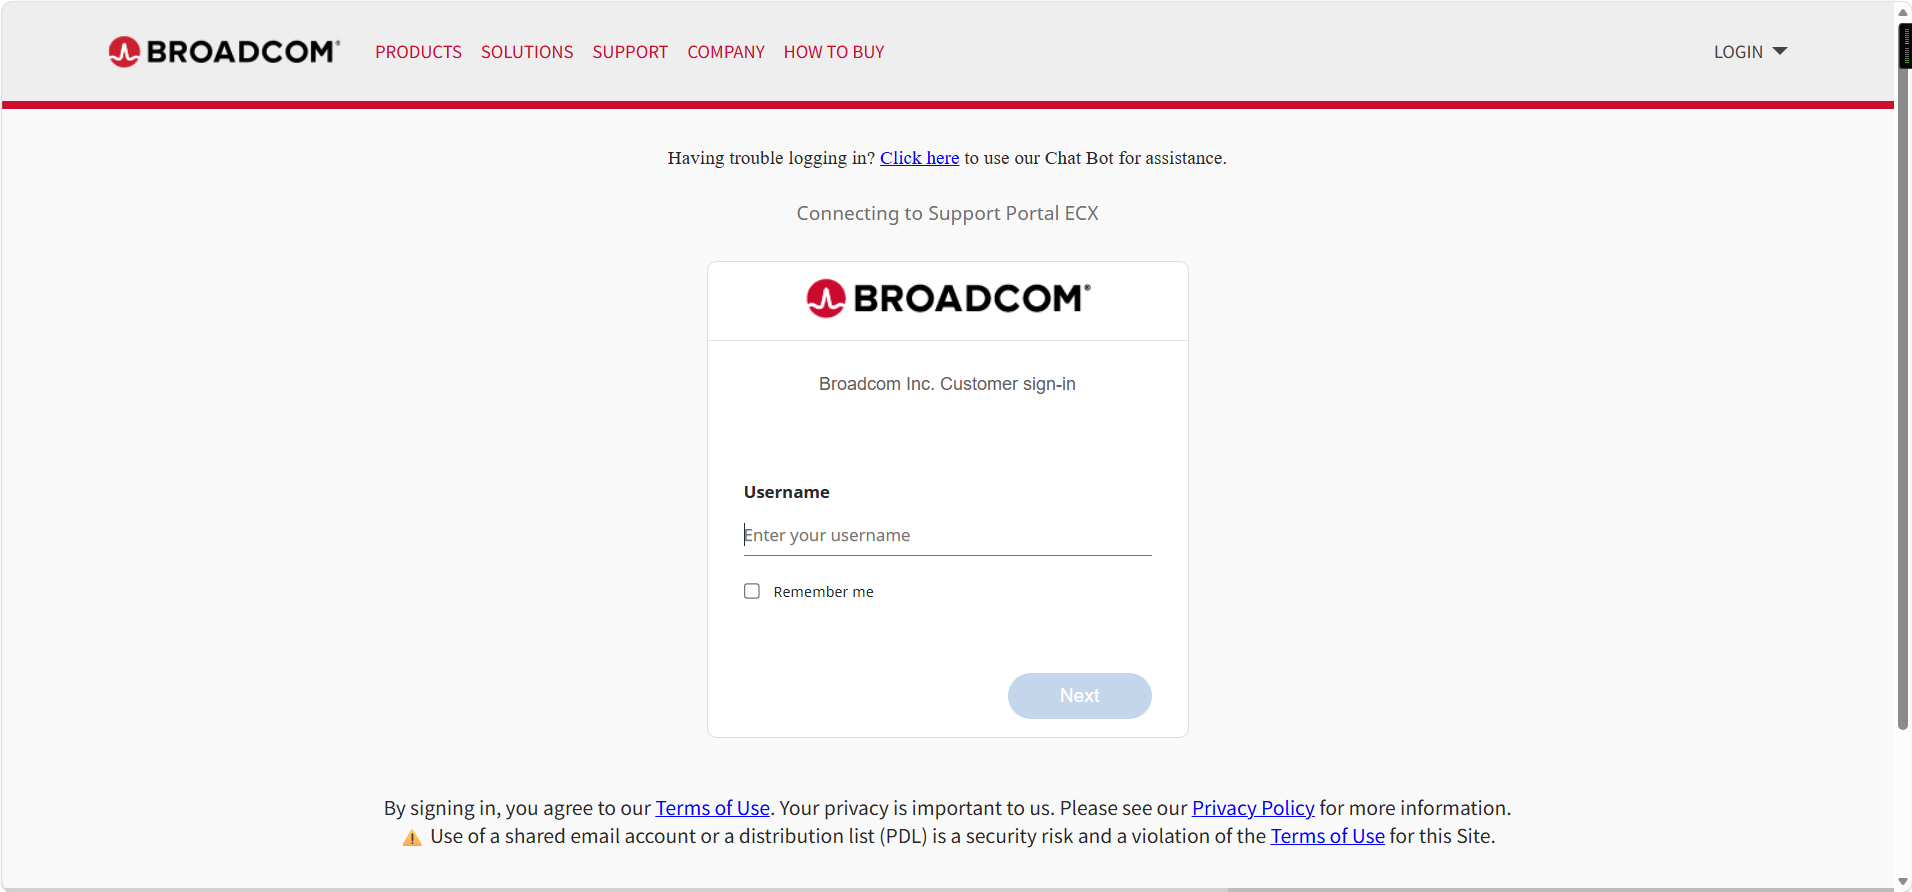 BROADCOM® PRODUCTS SOLUTIONS SUPPORT COMPANY HOW TO BUY LOGIN
Having trouble logging in? Click here to use our Chat Bot for assistance.
Connecting to Support Portal ECX
BROADCOM®
Broadcom Inc. Customer sign-in
Username
Enter your username
Remember me
Next
By signing in, you agree to our Terms of Use. Your privacy is important to us. Please see our Privacy Policy for more information.
⚠ Use of a shared email account or a distribution list (PDL) is a security risk and a violation of the Terms of Use for this Site.